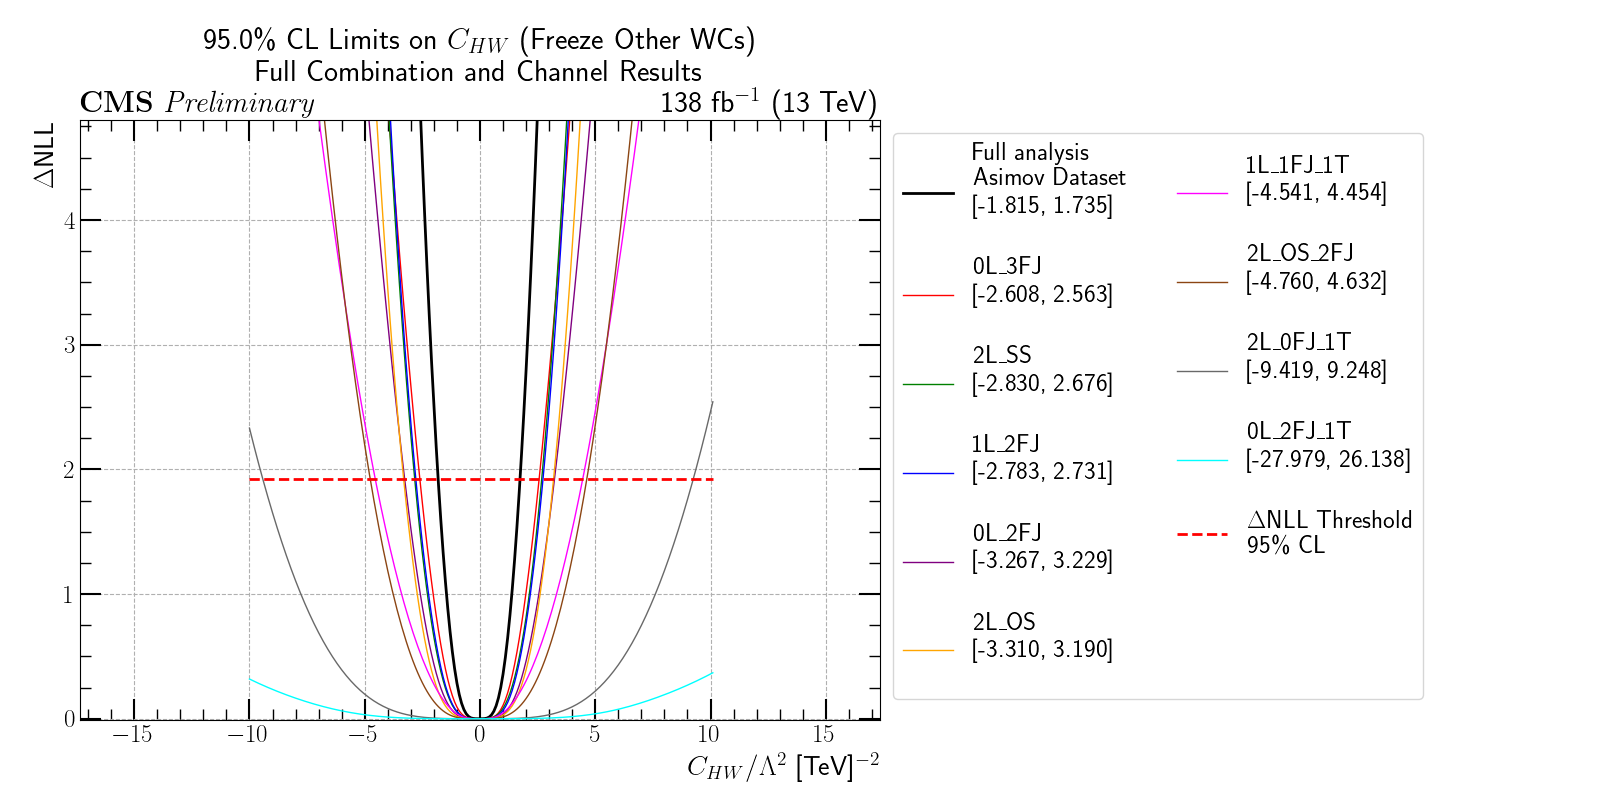 95.0% CL Limits on C_{HW} (Freeze Other WCs)
Full Combination and Channel Results
CMS Preliminary
138 fb^{-1} (13 TeV)
ΔNLL
4
3
2
1
0
−15
−10
−5
0
5
10
15
C_{HW}/Λ^2 [TeV]^{-2}
Full analysis
Asimov Dataset
[-1.815, 1.735]
0L_3FJ
[-2.608, 2.563]
2L_SS
[-2.830, 2.676]
1L_2FJ
[-2.783, 2.731]
0L_2FJ
[-3.267, 3.229]
2L_OS
[-3.310, 3.190]
1L_1FJ_1T
[-4.541, 4.454]
2L_OS_2FJ
[-4.760, 4.632]
2L_0FJ_1T
[-9.419, 9.248]
0L_2FJ_1T
[-27.979, 26.138]
ΔNLL Threshold
95% CL